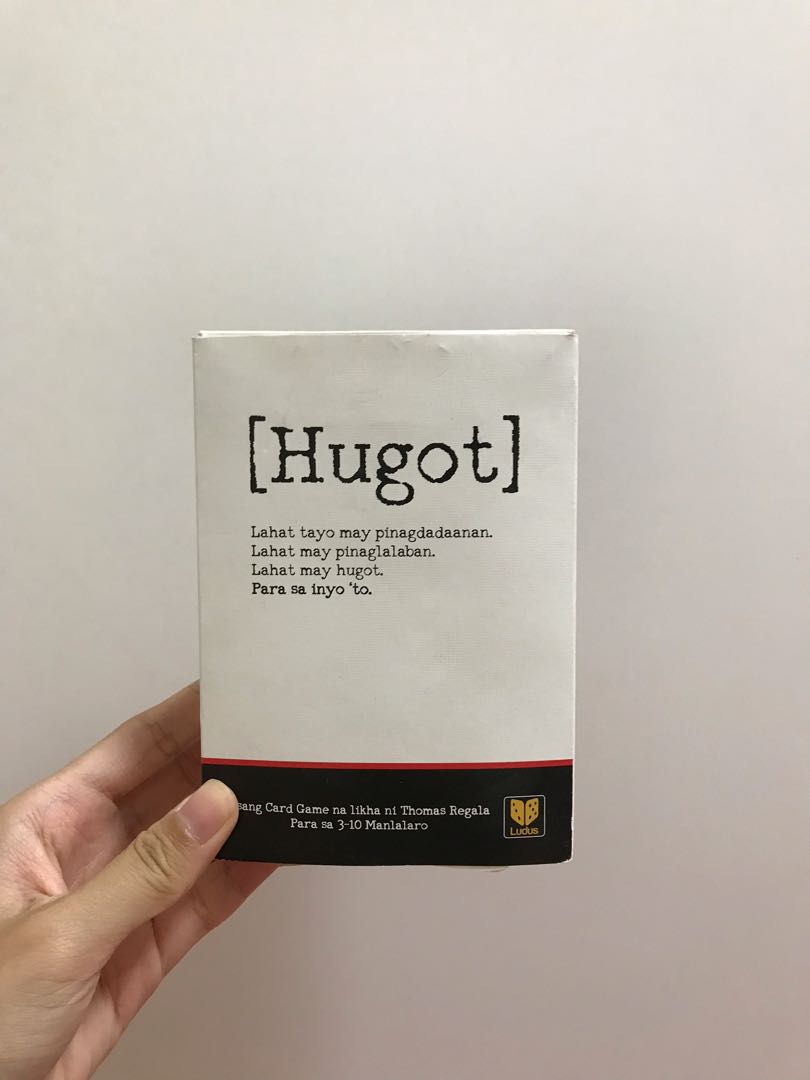 [Hugot]
Lahat tayo may pinagdadaanan.
Lahat may pinaglalaban.
Lahat may hugot.
Para sa inyo ‘to.
sang Card Game na likha ni Thomas Regala
Para sa 3-10 Manlalaro
Ludus